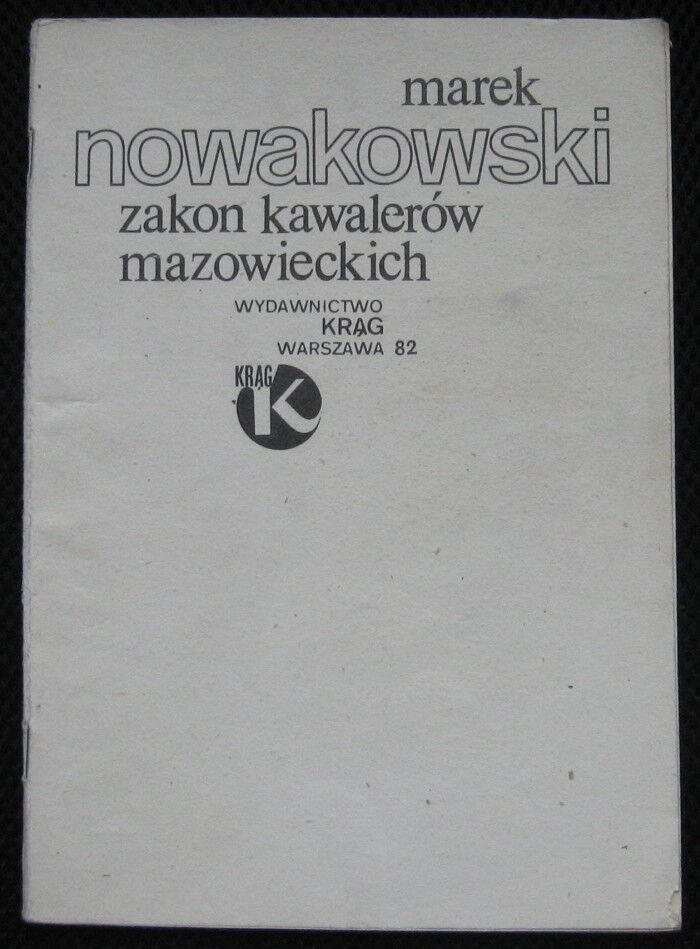 marek
nowakowski
zakon kawalerów
mazowieckich
WYDAWNICTWO
KRĄG
WARSZAWA 82
KRĄG
K